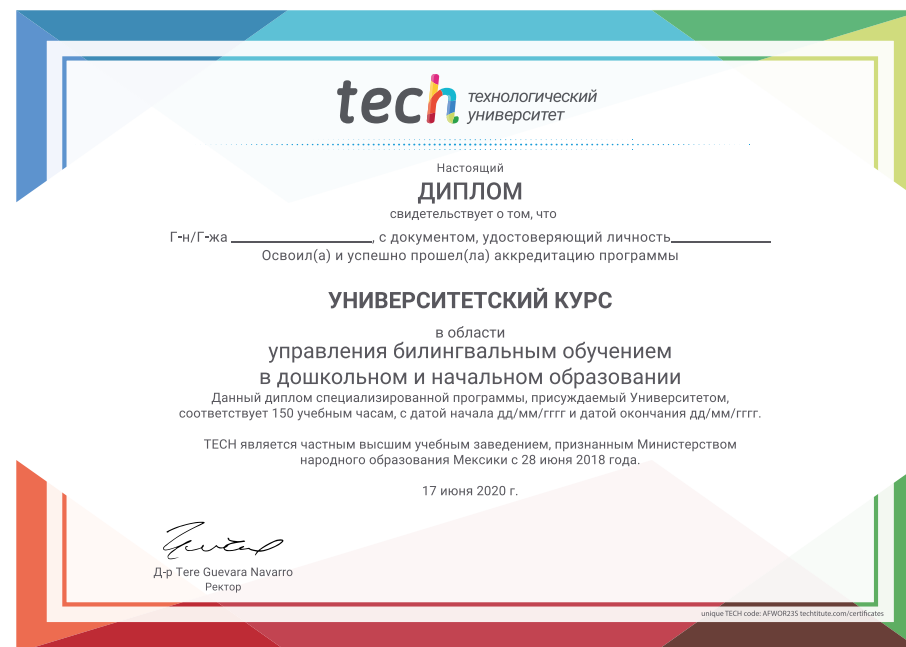 tech технологический
университет
Настоящий
ДИПЛОМ
свидетельствует о том, что
Г-н/Г-жа , с документом, удостоверяющий личность
Освоил(а) и успешно прошел(ла) аккредитацию программы
УНИВЕРСИТЕТСКИЙ КУРС
в области
управления билингвальным обучением
в дошкольном и начальном образовании
Данный диплом специализированной программы, присуждаемый Университетом,
соответствует 150 учебным часам, с датой начала дд/мм/гггг и датой окончания дд/мм/гггг.
TECH является частным высшим учебным заведением, признанным Министерством
народного образования Мексики с 28 июня 2018 года.
17 июня 2020 г.
Д-р Tere Guevara Navarro
Ректор
unique TECH code: AFWOR23S techtitute.com/certificates